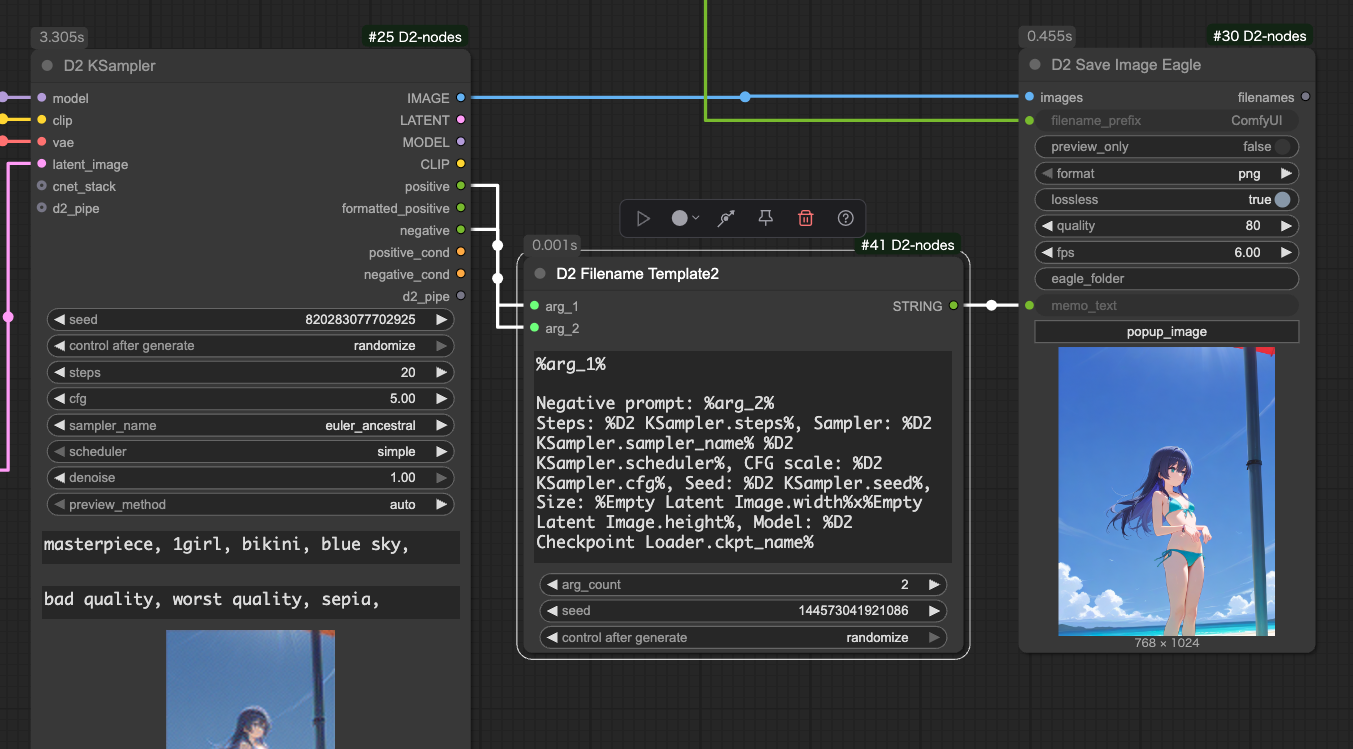 3.305s
#25 D2-nodes
D2 KSampler
model
IMAGE
clip
LATENT
vae
MODEL
latent_image
CLIP
cnet_stack
positive
d2_pipe
formatted_positive
negative
positive_cond
negative_cond
d2_pipe
seed 820283077702925
control after generate randomize
steps 20
cfg 5.00
sampler_name euler_ancestral
scheduler simple
denoise 1.00
preview_method auto
masterpiece, 1girl, bikini, blue sky,
bad quality, worst quality, sepia,
0.001s
#41 D2-nodes
D2 Filename Template2
arg_1
STRING
arg_2
%arg_1%
Negative prompt: %arg_2%
Steps: %D2 KSampler.steps%, Sampler: %D2
KSampler.sampler_name% %D2
KSampler.scheduler%, CFG scale: %D2
KSampler.cfg%, Seed: %D2 KSampler.seed%,
Size: %Empty Latent Image.width%x%Empty
Latent Image.height%, Model: %D2
Checkpoint Loader.ckpt_name%
arg_count 2
seed 144573041921086
control after generate randomize
0.455s
#30 D2-nodes
D2 Save Image Eagle
images
filenames
filename_prefix ComfyUI
preview_only false
format png
lossless true
quality 80
fps 6.00
eagle_folder
memo_text
popup_image
768 × 1024